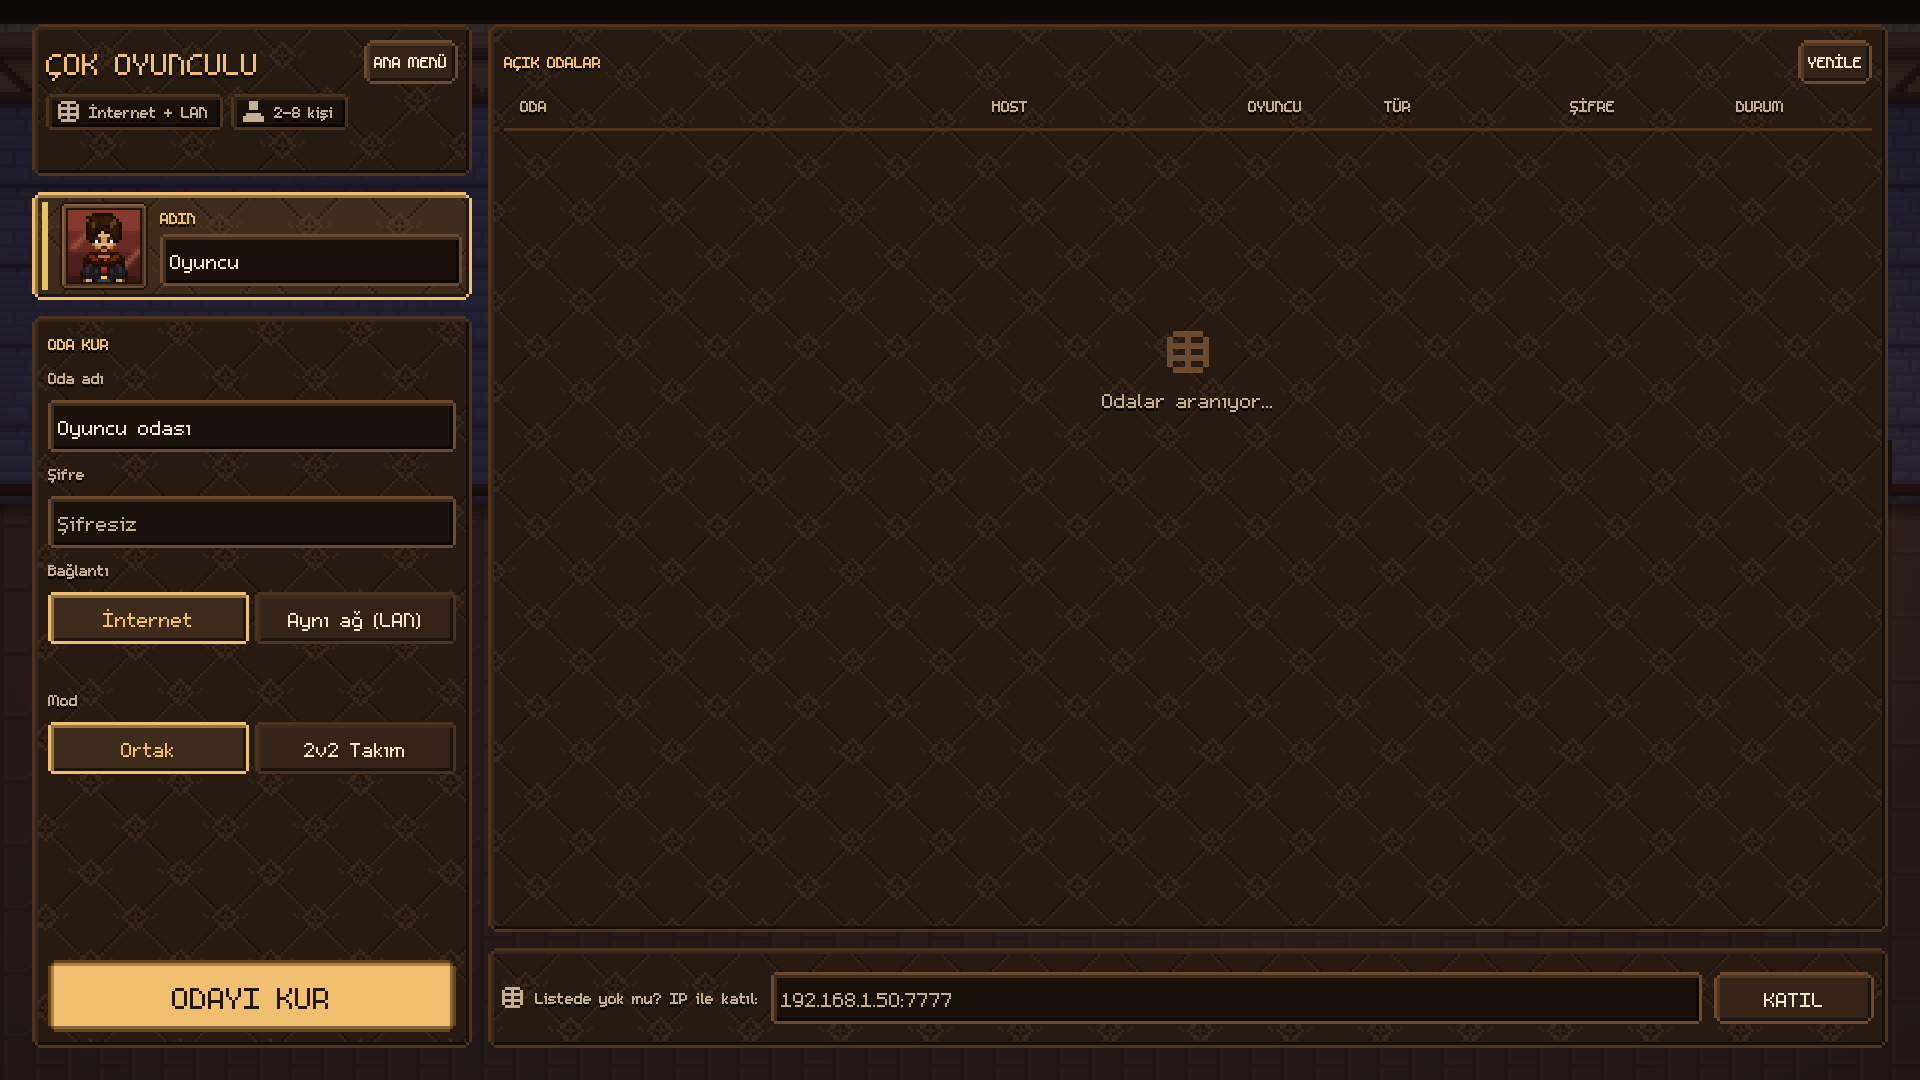 ÇOK OYUNCULU
ANA MENÜ
İnternet + LAN
2-8 kişi
ADIN
Oyuncu
ODA KUR
Oda adı
Oyuncu odası
Şifre
Şifresiz
Bağlantı
İnternet
Aynı ağ (LAN)
Mod
Ortak
2v2 Takım
ODAYI KUR
AÇIK ODALAR
YENİLE
ODA HOST OYUNCU TÜR ŞİFRE DURUM
Odalar aranıyor...
Listede yok mu? IP ile katıl:
192.168.1.50:7777
KATIL